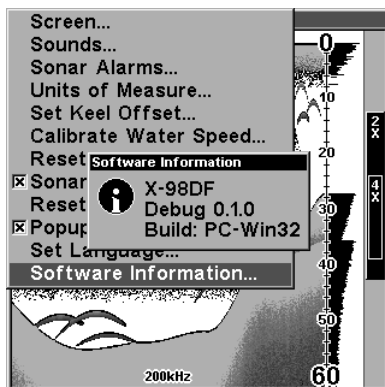 Screen...
Sounds...
Sonar Alarms...
Units of Measure...
Set Keel Offset...
Calibrate Water Speed...
Reset
Software Information
Sonar
X-98DF
Reset
Debug 0.1.0
Popup
Build: PC-Win32
Set Language...
Software Information...
0
10
20
30
40
50
60
2
X
4
X
200kHz